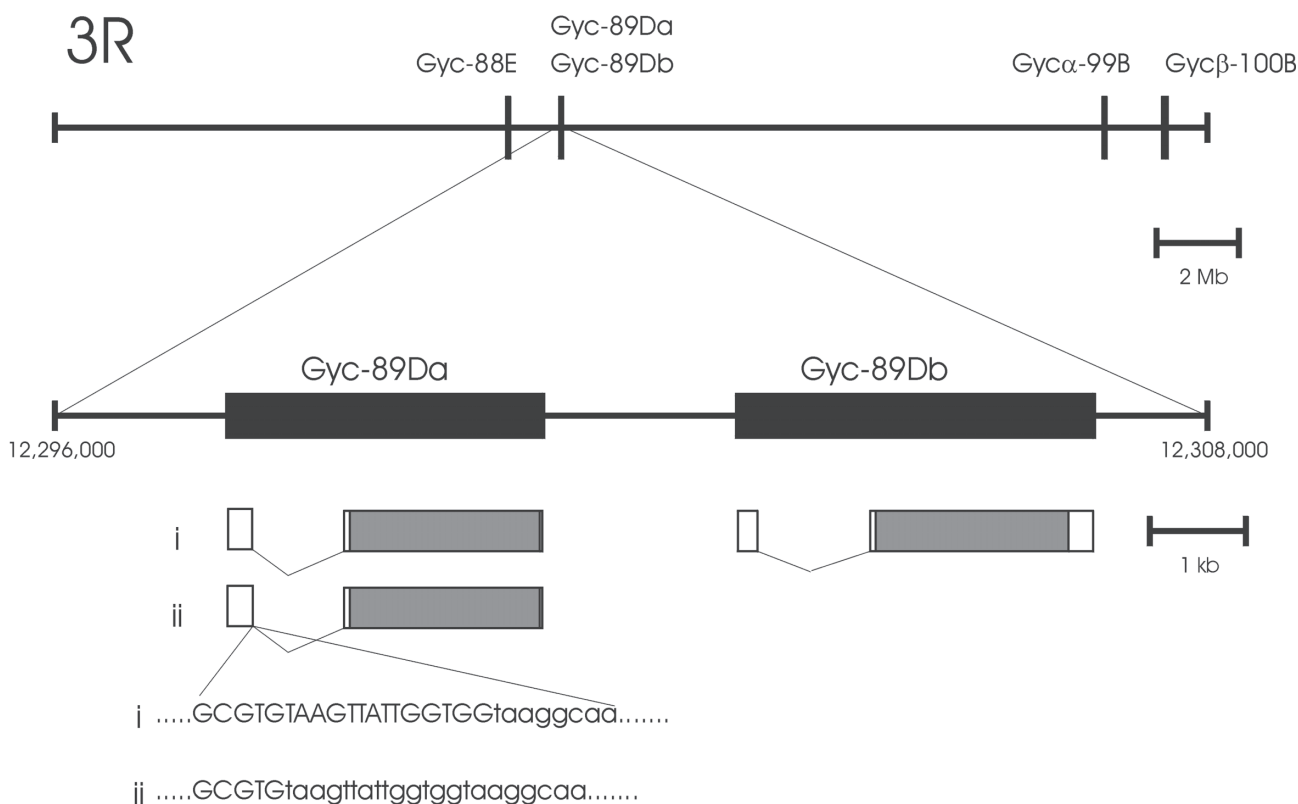 3R
Gyc-89Da
Gyc-88E Gyc-89Db Gycα-99B Gycβ-100B
2 Mb
Gyc-89Da Gyc-89Db
12,296,000 12,308,000
i
1 kb
ii
i .....GCGTGTAAGTTATTGGTGGtaaggcaa.......
ii .....GCGTGtaagttattggtggtaaggcaa.......